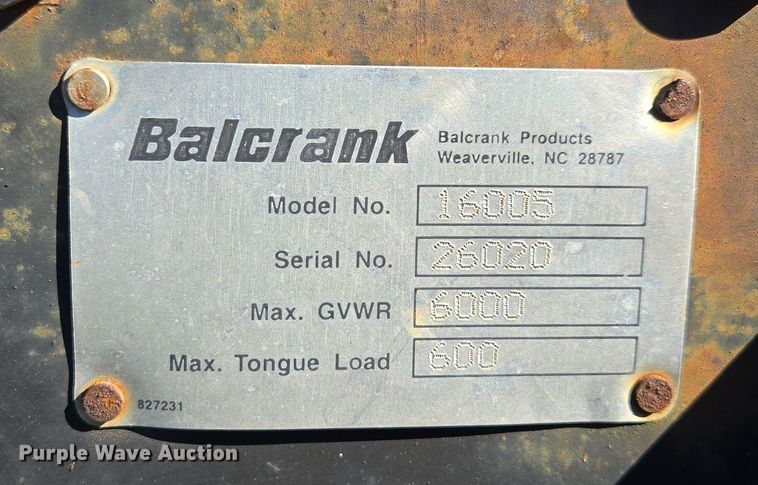 Balcrank
Balcrank Products
Weaverville, NC 28787
Model No. 16005
Serial No. 26020
Max. GVWR 6000
Max. Tongue Load 600
827231
Purple Wave Auction